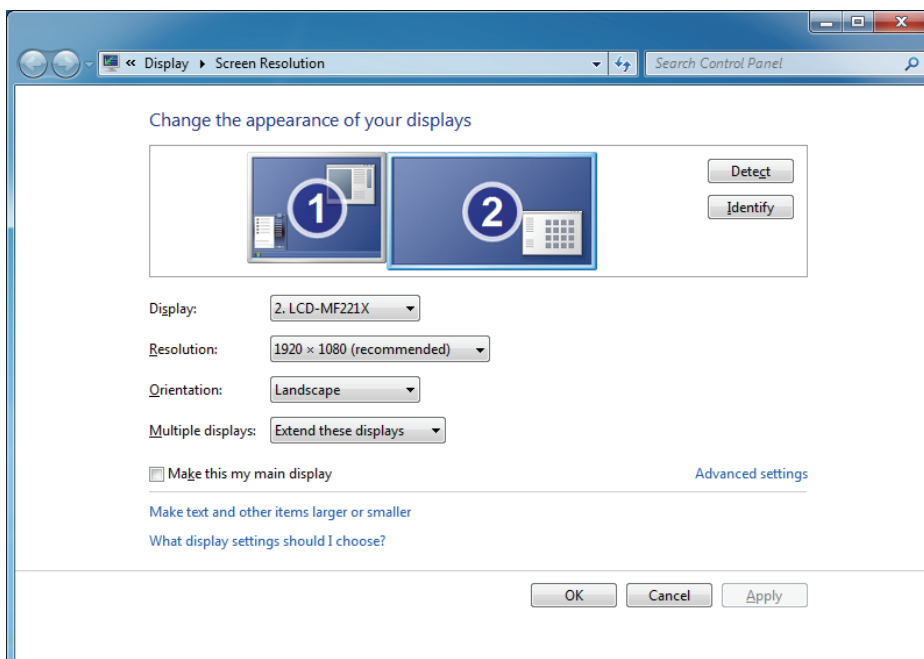 « Display ▸ Screen Resolution
Search Control Panel
Change the appearance of your displays
1
2
Detect
Identify
Display: 2. LCD-MF221X
Resolution: 1920 × 1080 (recommended)
Orientation: Landscape
Multiple displays: Extend these displays
Make this my main display
Advanced settings
Make text and other items larger or smaller
What display settings should I choose?
OK Cancel Apply